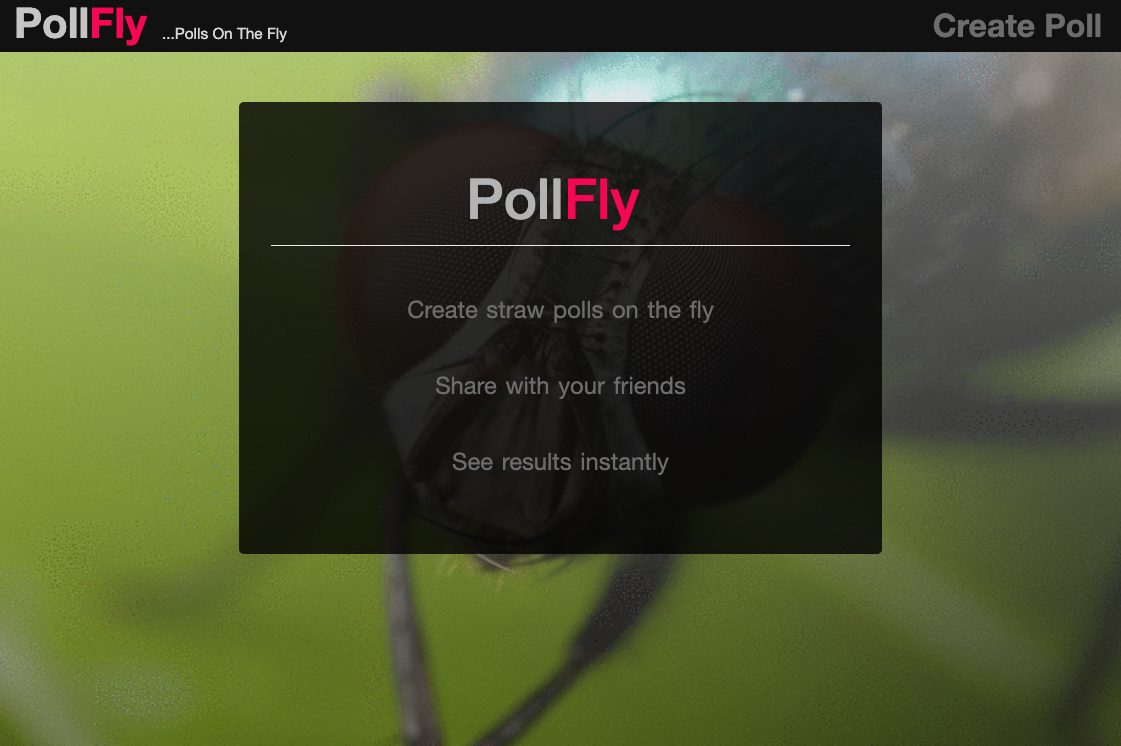 PollFly ...Polls On The Fly Create Poll
PollFly
Create straw polls on the fly
Share with your friends
See results instantly